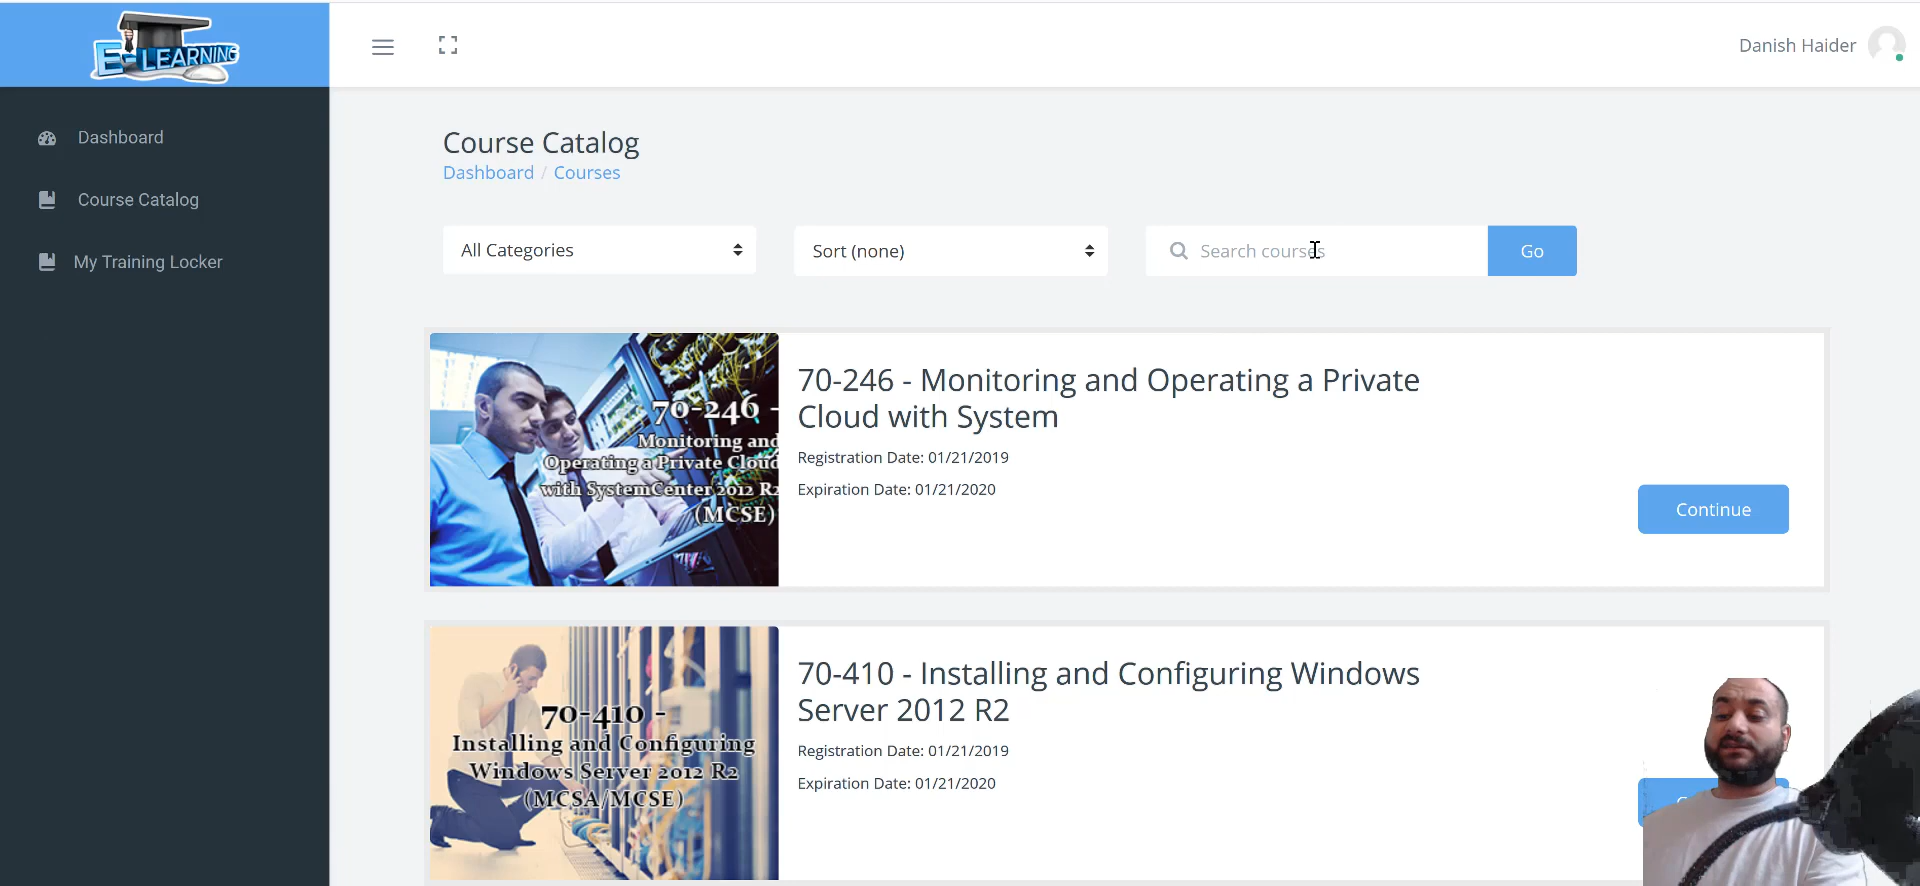 E-LEARNING
Danish Haider
Dashboard
Course Catalog
My Training Locker
Course Catalog
Dashboard / Courses
All Categories
Sort (none)
Search courses
Go
70-246 -
Monitoring and
Operating a Private Cloud
with SystemCenter 2012 R2
(MCSE)
70-246 - Monitoring and Operating a Private
Cloud with System
Registration Date: 01/21/2019
Expiration Date: 01/21/2020
Continue
70-410 -
Installing and Configuring
Windows Server 2012 R2
(MCSA/MCSE)
70-410 - Installing and Configuring Windows
Server 2012 R2
Registration Date: 01/21/2019
Expiration Date: 01/21/2020